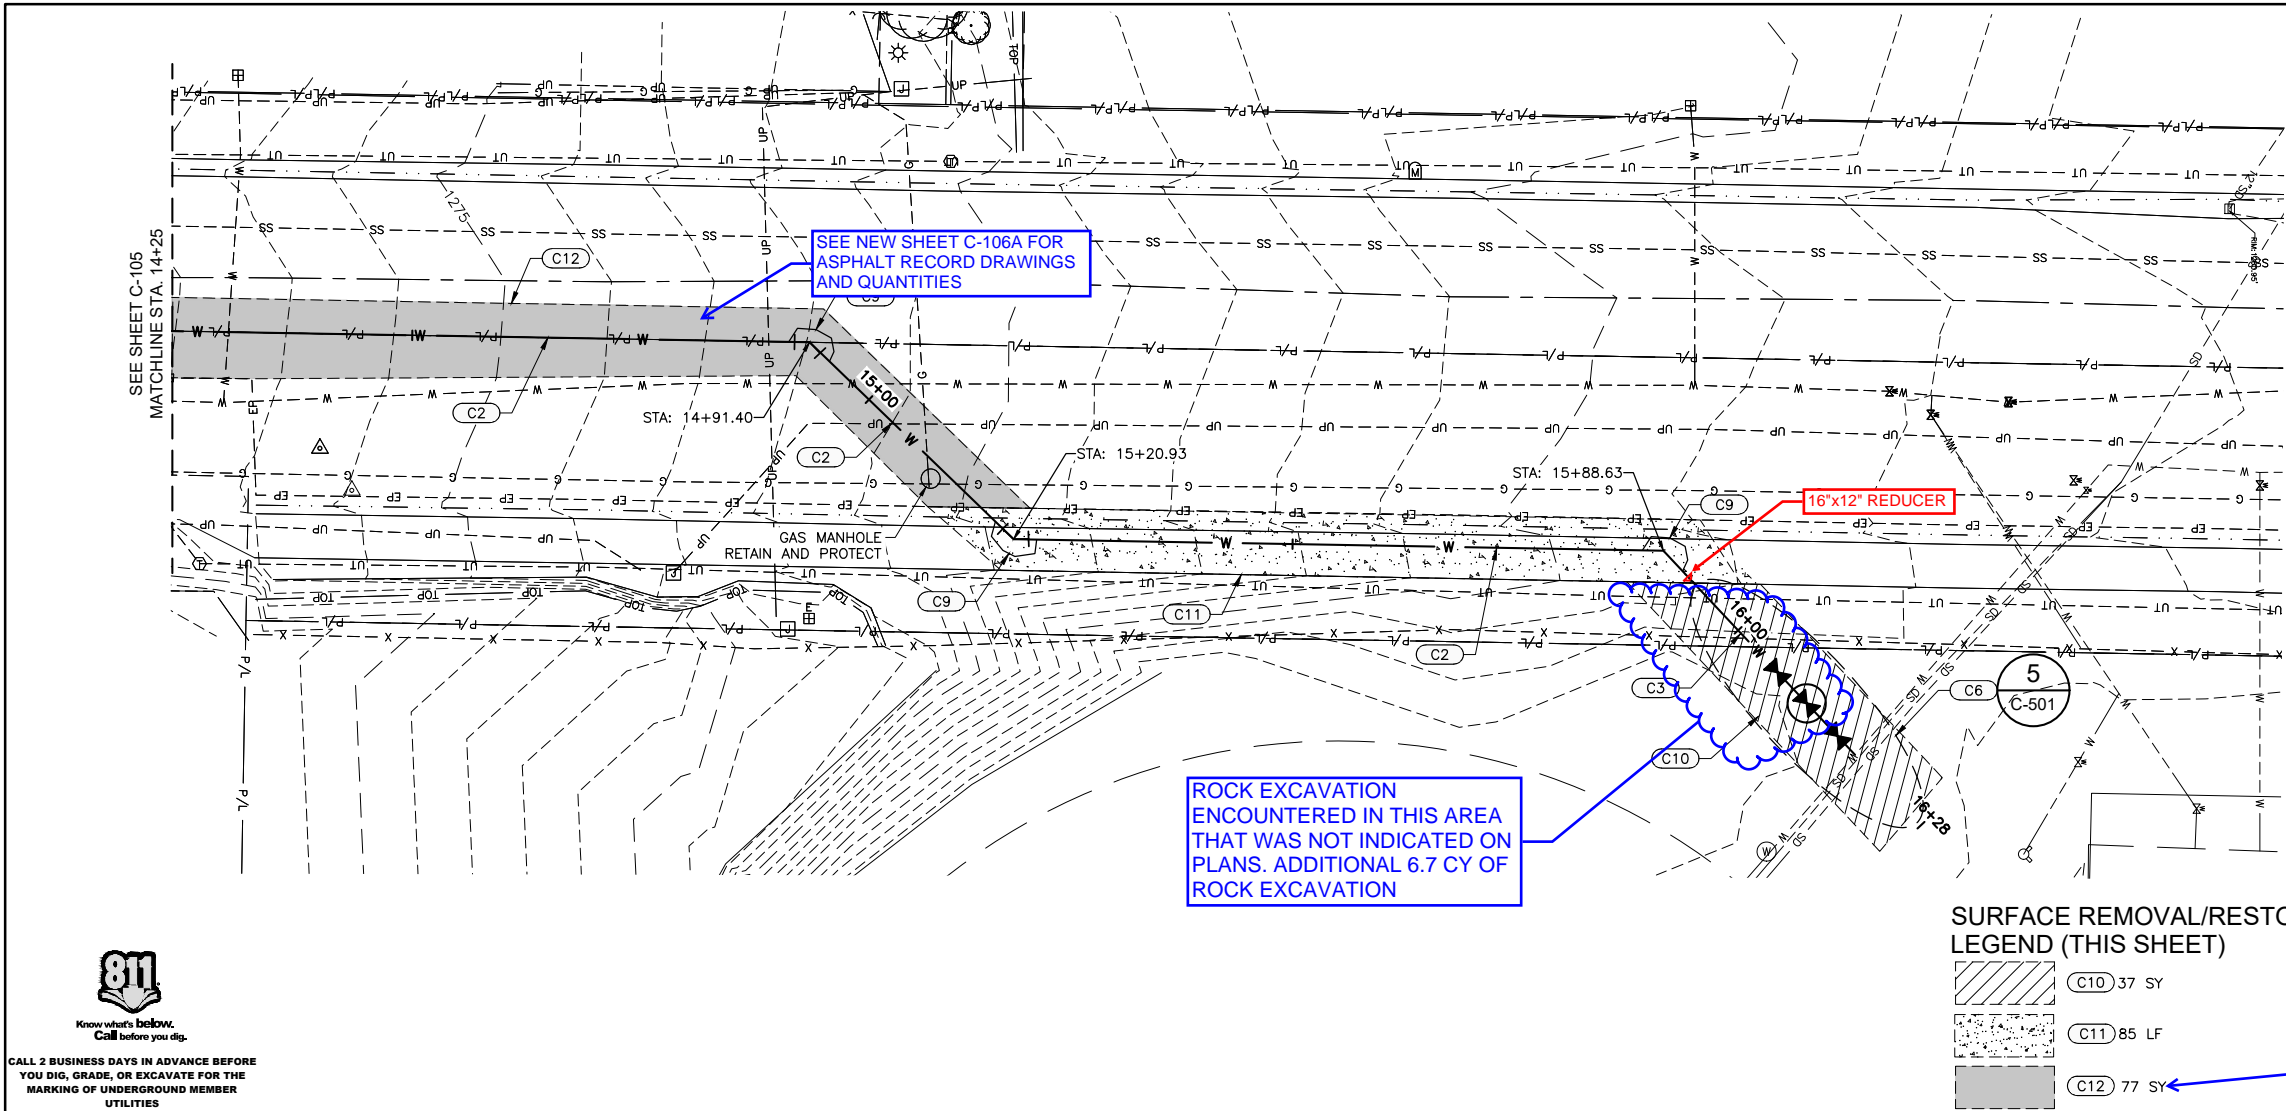 SEE SHEET C-105
MATCHLINE STA. 14+25
1275
C12
SEE NEW SHEET C-106A FOR
ASPHALT RECORD DRAWINGS
AND QUANTITIES
C9
C2
STA: 14+91.40
15+00
C2
STA: 15+20.93
STA: 15+88.63
C9
16"x12" REDUCER
GAS MANHOLE
RETAIN AND PROTECT
C9
C11
C2
16+00
C3
C10
C6
5
C-501
16+28
12"SD
ROCK EXCAVATION
ENCOUNTERED IN THIS AREA
THAT WAS NOT INDICATED ON
PLANS. ADDITIONAL 6.7 CY OF
ROCK EXCAVATION
SURFACE REMOVAL/RESTO
LEGEND (THIS SHEET)
C10 37 SY
C11 85 LF
C12 77 SY
811
Know what's below.
Call before you dig.
CALL 2 BUSINESS DAYS IN ADVANCE BEFORE
YOU DIG, GRADE, OR EXCAVATE FOR THE
MARKING OF UNDERGROUND MEMBER
UTILITIES